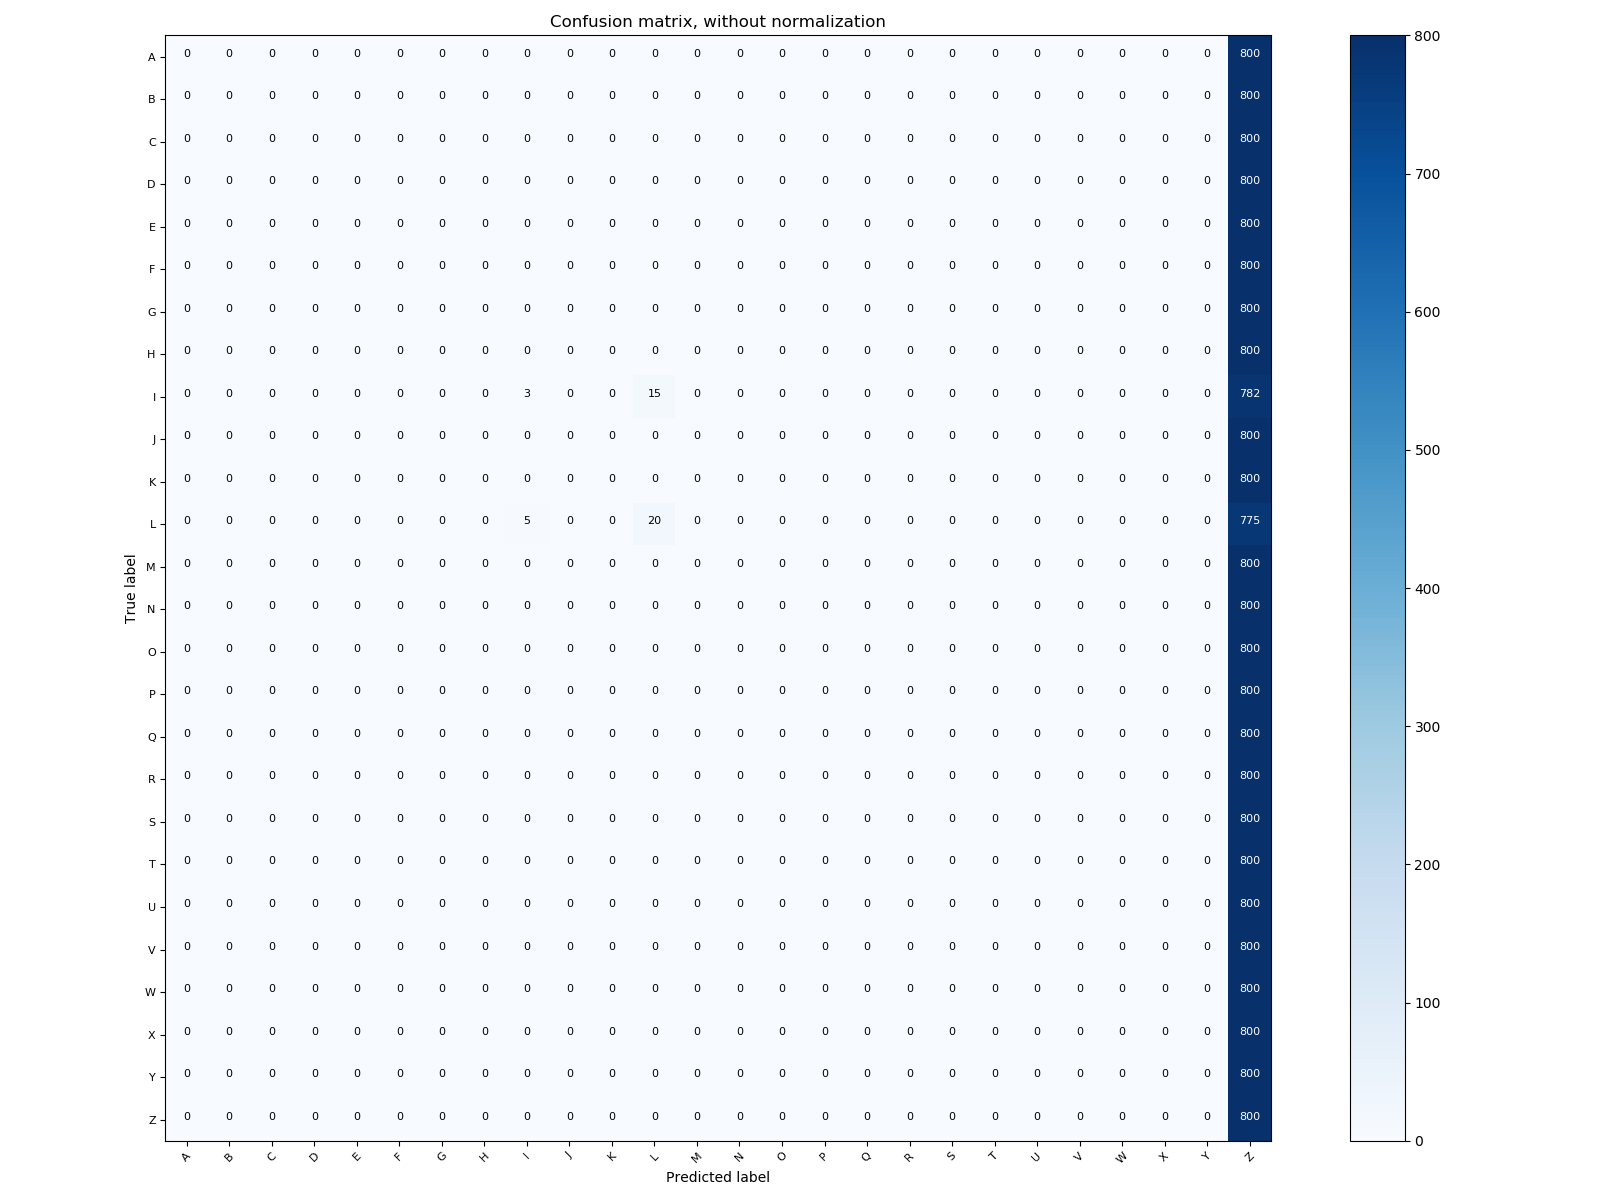 Confusion matrix, without normalization
A 0 0 0 0 0 0 0 0 0 0 0 0 0 0 0 0 0 0 0 0 0 0 0 0 0 800
B 0 0 0 0 0 0 0 0 0 0 0 0 0 0 0 0 0 0 0 0 0 0 0 0 0 800
C 0 0 0 0 0 0 0 0 0 0 0 0 0 0 0 0 0 0 0 0 0 0 0 0 0 800
D 0 0 0 0 0 0 0 0 0 0 0 0 0 0 0 0 0 0 0 0 0 0 0 0 0 800
E 0 0 0 0 0 0 0 0 0 0 0 0 0 0 0 0 0 0 0 0 0 0 0 0 0 800
F 0 0 0 0 0 0 0 0 0 0 0 0 0 0 0 0 0 0 0 0 0 0 0 0 0 800
G 0 0 0 0 0 0 0 0 0 0 0 0 0 0 0 0 0 0 0 0 0 0 0 0 0 800
H 0 0 0 0 0 0 0 0 0 0 0 0 0 0 0 0 0 0 0 0 0 0 0 0 0 800
I 0 0 0 0 0 0 0 0 3 0 0 15 0 0 0 0 0 0 0 0 0 0 0 0 0 782
J 0 0 0 0 0 0 0 0 0 0 0 0 0 0 0 0 0 0 0 0 0 0 0 0 0 800
K 0 0 0 0 0 0 0 0 0 0 0 0 0 0 0 0 0 0 0 0 0 0 0 0 0 800
L 0 0 0 0 0 0 0 0 5 0 0 20 0 0 0 0 0 0 0 0 0 0 0 0 0 775
M 0 0 0 0 0 0 0 0 0 0 0 0 0 0 0 0 0 0 0 0 0 0 0 0 0 800
N 0 0 0 0 0 0 0 0 0 0 0 0 0 0 0 0 0 0 0 0 0 0 0 0 0 800
O 0 0 0 0 0 0 0 0 0 0 0 0 0 0 0 0 0 0 0 0 0 0 0 0 0 800
P 0 0 0 0 0 0 0 0 0 0 0 0 0 0 0 0 0 0 0 0 0 0 0 0 0 800
Q 0 0 0 0 0 0 0 0 0 0 0 0 0 0 0 0 0 0 0 0 0 0 0 0 0 800
R 0 0 0 0 0 0 0 0 0 0 0 0 0 0 0 0 0 0 0 0 0 0 0 0 0 800
S 0 0 0 0 0 0 0 0 0 0 0 0 0 0 0 0 0 0 0 0 0 0 0 0 0 800
T 0 0 0 0 0 0 0 0 0 0 0 0 0 0 0 0 0 0 0 0 0 0 0 0 0 800
U 0 0 0 0 0 0 0 0 0 0 0 0 0 0 0 0 0 0 0 0 0 0 0 0 0 800
V 0 0 0 0 0 0 0 0 0 0 0 0 0 0 0 0 0 0 0 0 0 0 0 0 0 800
W 0 0 0 0 0 0 0 0 0 0 0 0 0 0 0 0 0 0 0 0 0 0 0 0 0 800
X 0 0 0 0 0 0 0 0 0 0 0 0 0 0 0 0 0 0 0 0 0 0 0 0 0 800
Y 0 0 0 0 0 0 0 0 0 0 0 0 0 0 0 0 0 0 0 0 0 0 0 0 0 800
Z 0 0 0 0 0 0 0 0 0 0 0 0 0 0 0 0 0 0 0 0 0 0 0 0 0 800
A B C D E F G H I J K L M N O P Q R S T U V W X Y Z
Predicted label
True label
800
700
600
500
400
300
200
100
0